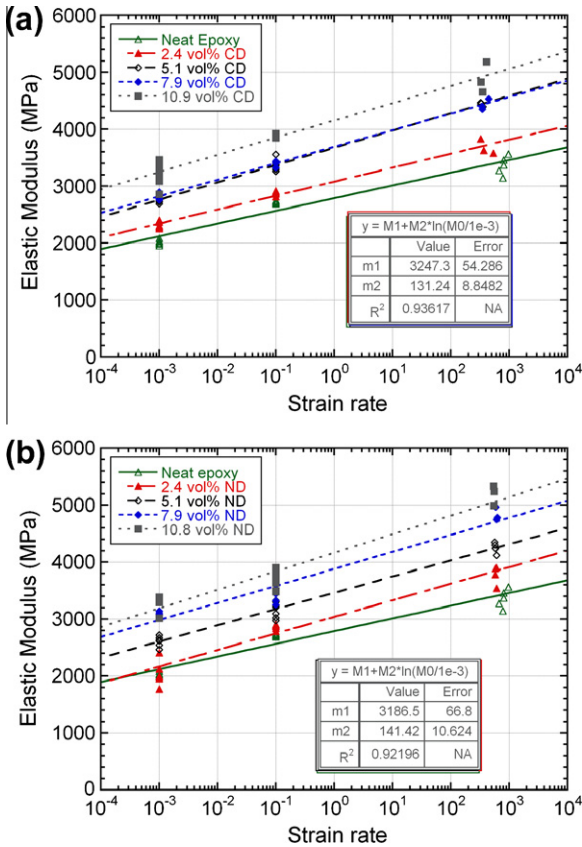 (a)
6000
5000
4000
3000
2000
1000
0
Elastic Modulus (MPa)
Neat Epoxy
2.4 vol% CD
5.1 vol% CD
7.9 vol% CD
10.9 vol% CD
y = M1+M2*ln(M0/1e-3)
Value Error
m1 3247.3 54.286
m2 131.24 8.8482
R² 0.93617 NA
10⁻⁴ 10⁻³ 10⁻² 10⁻¹ 10⁰ 10¹ 10² 10³ 10⁴
Strain rate
(b)
6000
5000
4000
3000
2000
1000
0
Elastic Modulus (MPa)
Neat epoxy
2.4 vol% ND
5.1 vol% ND
7.9 vol% ND
10.8 vol% ND
y = M1+M2*ln(M0/1e-3)
Value Error
m1 3186.5 66.8
m2 141.42 10.624
R² 0.92196 NA
10⁻⁴ 10⁻³ 10⁻² 10⁻¹ 10⁰ 10¹ 10² 10³ 10⁴
Strain rate